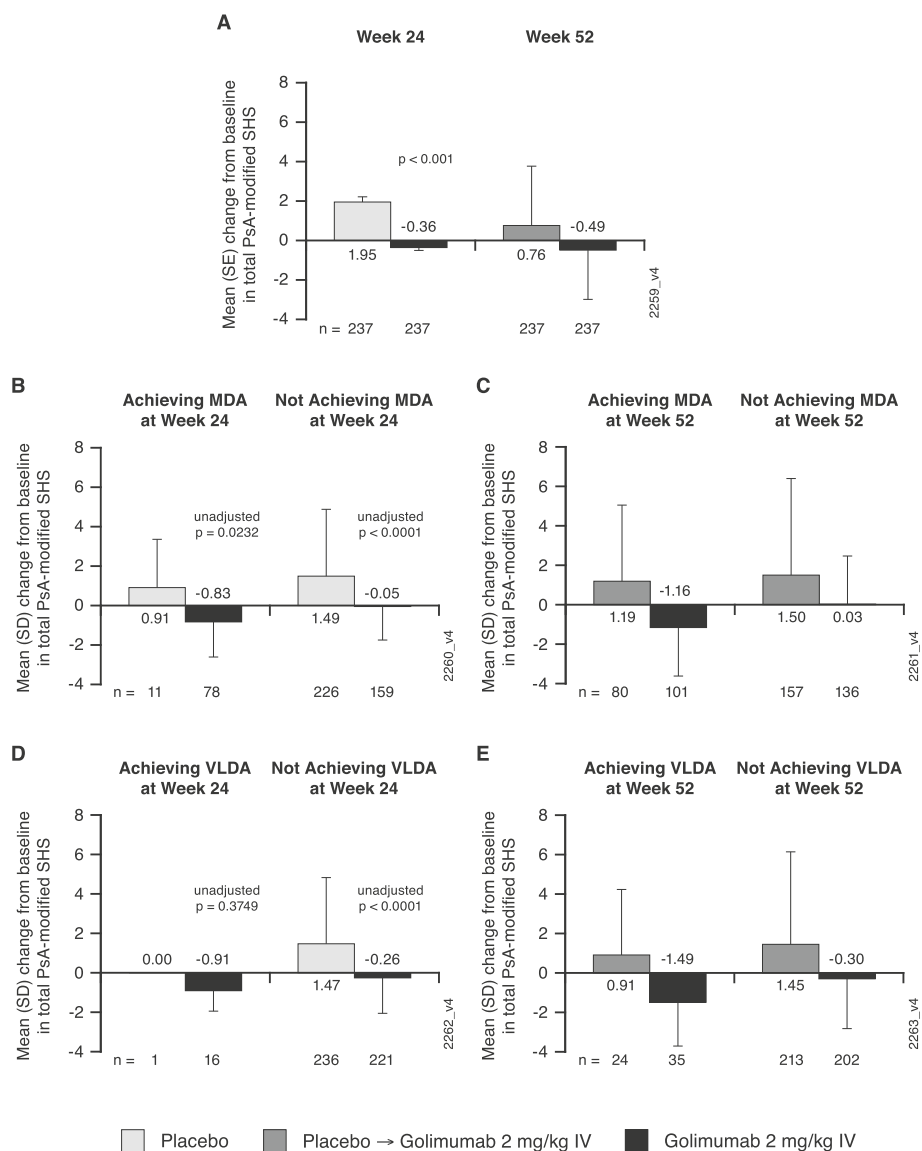 A
Week 24
Week 52
Mean (SE) change from baseline
in total PsA-modified SHS
8
6
4
2
0
-2
-4
p < 0.001
1.95
-0.36
0.76
-0.49
n = 237 237 237 237
2259_v4
B
Achieving MDA
at Week 24
Not Achieving MDA
at Week 24
Mean (SD) change from baseline
in total PsA-modified SHS
8
6
4
2
0
-2
-4
unadjusted
p = 0.0232
unadjusted
p < 0.0001
0.91
-0.83
1.49
-0.05
n = 11 78 226 159
2260_v4
C
Achieving MDA
at Week 52
Not Achieving MDA
at Week 52
Mean (SD) change from baseline
in total PsA-modified SHS
8
6
4
2
0
-2
-4
1.19
-1.16
1.50
0.03
n = 80 101 157 136
2261_v4
D
Achieving VLDA
at Week 24
Not Achieving VLDA
at Week 24
Mean (SD) change from baseline
in total PsA-modified SHS
8
6
4
2
0
-2
-4
unadjusted
p = 0.3749
unadjusted
p < 0.0001
0.00
-0.91
1.47
-0.26
n = 1 16 236 221
2262_v4
E
Achieving VLDA
at Week 52
Not Achieving VLDA
at Week 52
Mean (SD) change from baseline
in total PsA-modified SHS
8
6
4
2
0
-2
-4
0.91
-1.49
1.45
-0.30
n = 24 35 213 202
2263_v4
Placebo
Placebo → Golimumab 2 mg/kg IV
Golimumab 2 mg/kg IV